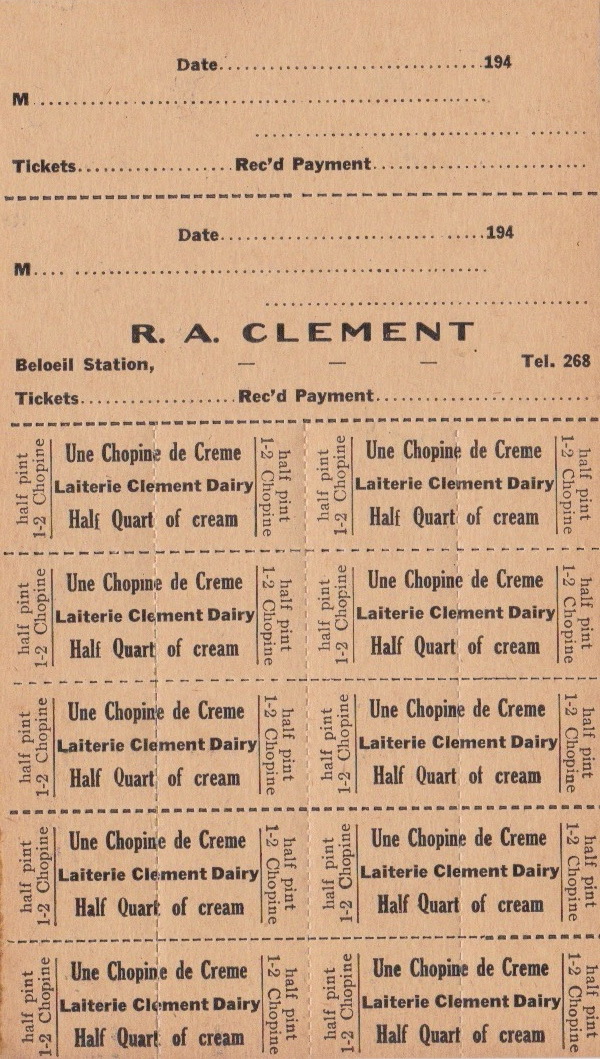 Date..............................194
M..............................................................
..............................................
Tickets....................Rec'd Payment............................
Date..............................194
M..............................................................
..............................................
R. A. CLEMENT
Beloeil Station, — — — Tel. 268
Tickets....................Rec'd Payment............................
half pint
1-2 Chopine
Une Chopine de Creme
Laiterie Clement Dairy
Half Quart of cream
half pint
1-2 Chopine
half pint
1-2 Chopine
Une Chopine de Creme
Laiterie Clement Dairy
Half Quart of cream
half pint
1-2 Chopine
half pint
1-2 Chopine
Une Chopine de Creme
Laiterie Clement Dairy
Half Quart of cream
half pint
1-2 Chopine
half pint
1-2 Chopine
Une Chopine de Creme
Laiterie Clement Dairy
Half Quart of cream
half pint
1-2 Chopine
half pint
1-2 Chopine
Une Chopine de Creme
Laiterie Clement Dairy
Half Quart of cream
half pint
1-2 Chopine
half pint
1-2 Chopine
Une Chopine de Creme
Laiterie Clement Dairy
Half Quart of cream
half pint
1-2 Chopine
half pint
1-2 Chopine
Une Chopine de Creme
Laiterie Clement Dairy
Half Quart of cream
half pint
1-2 Chopine
half pint
1-2 Chopine
Une Chopine de Creme
Laiterie Clement Dairy
Half Quart of cream
half pint
1-2 Chopine
half pint
1-2 Chopine
Une Chopine de Creme
Laiterie Clement Dairy
Half Quart of cream
half pint
1-2 Chopine
half pint
1-2 Chopine
Une Chopine de Creme
Laiterie Clement Dairy
Half Quart of cream
half pint
1-2 Chopine